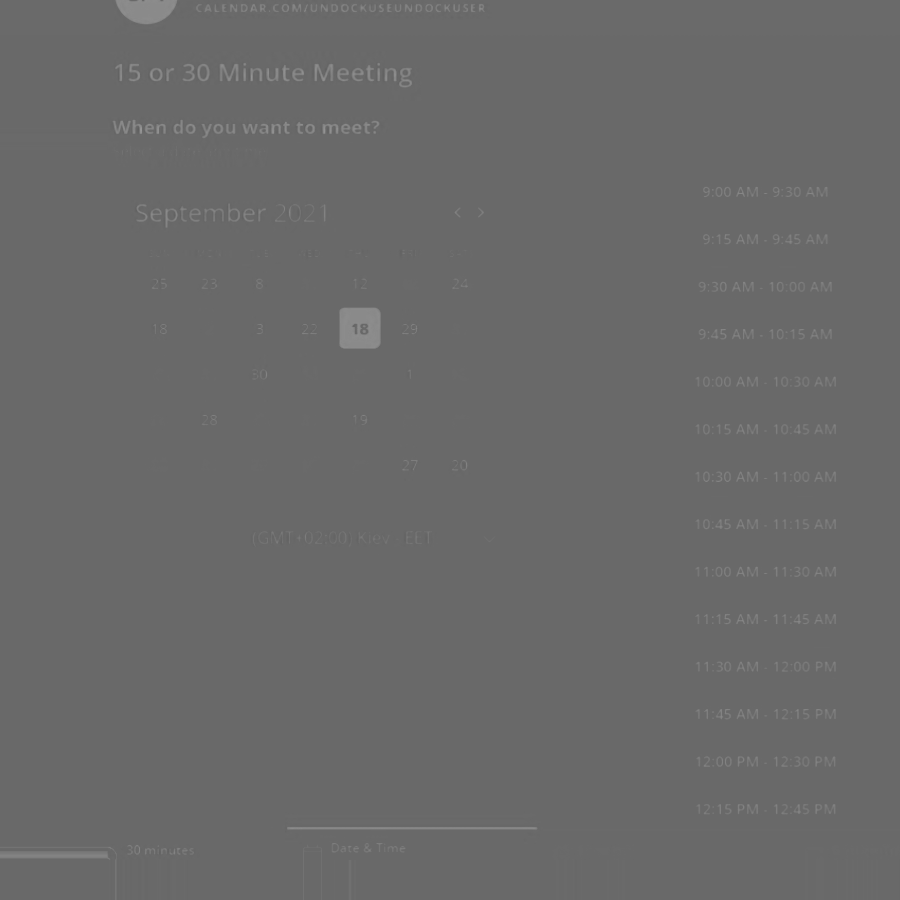 CALENDAR.COM/UNDOCKUSEUNDOCKUSER
15 or 30 Minute Meeting
When do you want to meet?
September 2021 < >
25 23 8 12 24
18 3 22 18 29
30 1
28 19
27 20
(GMT+02:00) Kiev - EET
9:00 AM - 9:30 AM
9:15 AM - 9:45 AM
9:30 AM - 10:00 AM
9:45 AM - 10:15 AM
10:00 AM - 10:30 AM
10:15 AM - 10:45 AM
10:30 AM - 11:00 AM
10:45 AM - 11:15 AM
11:00 AM - 11:30 AM
11:15 AM - 11:45 AM
11:30 AM - 12:00 PM
11:45 AM - 12:15 PM
12:00 PM - 12:30 PM
12:15 PM - 12:45 PM
30 minutes
Date & Time